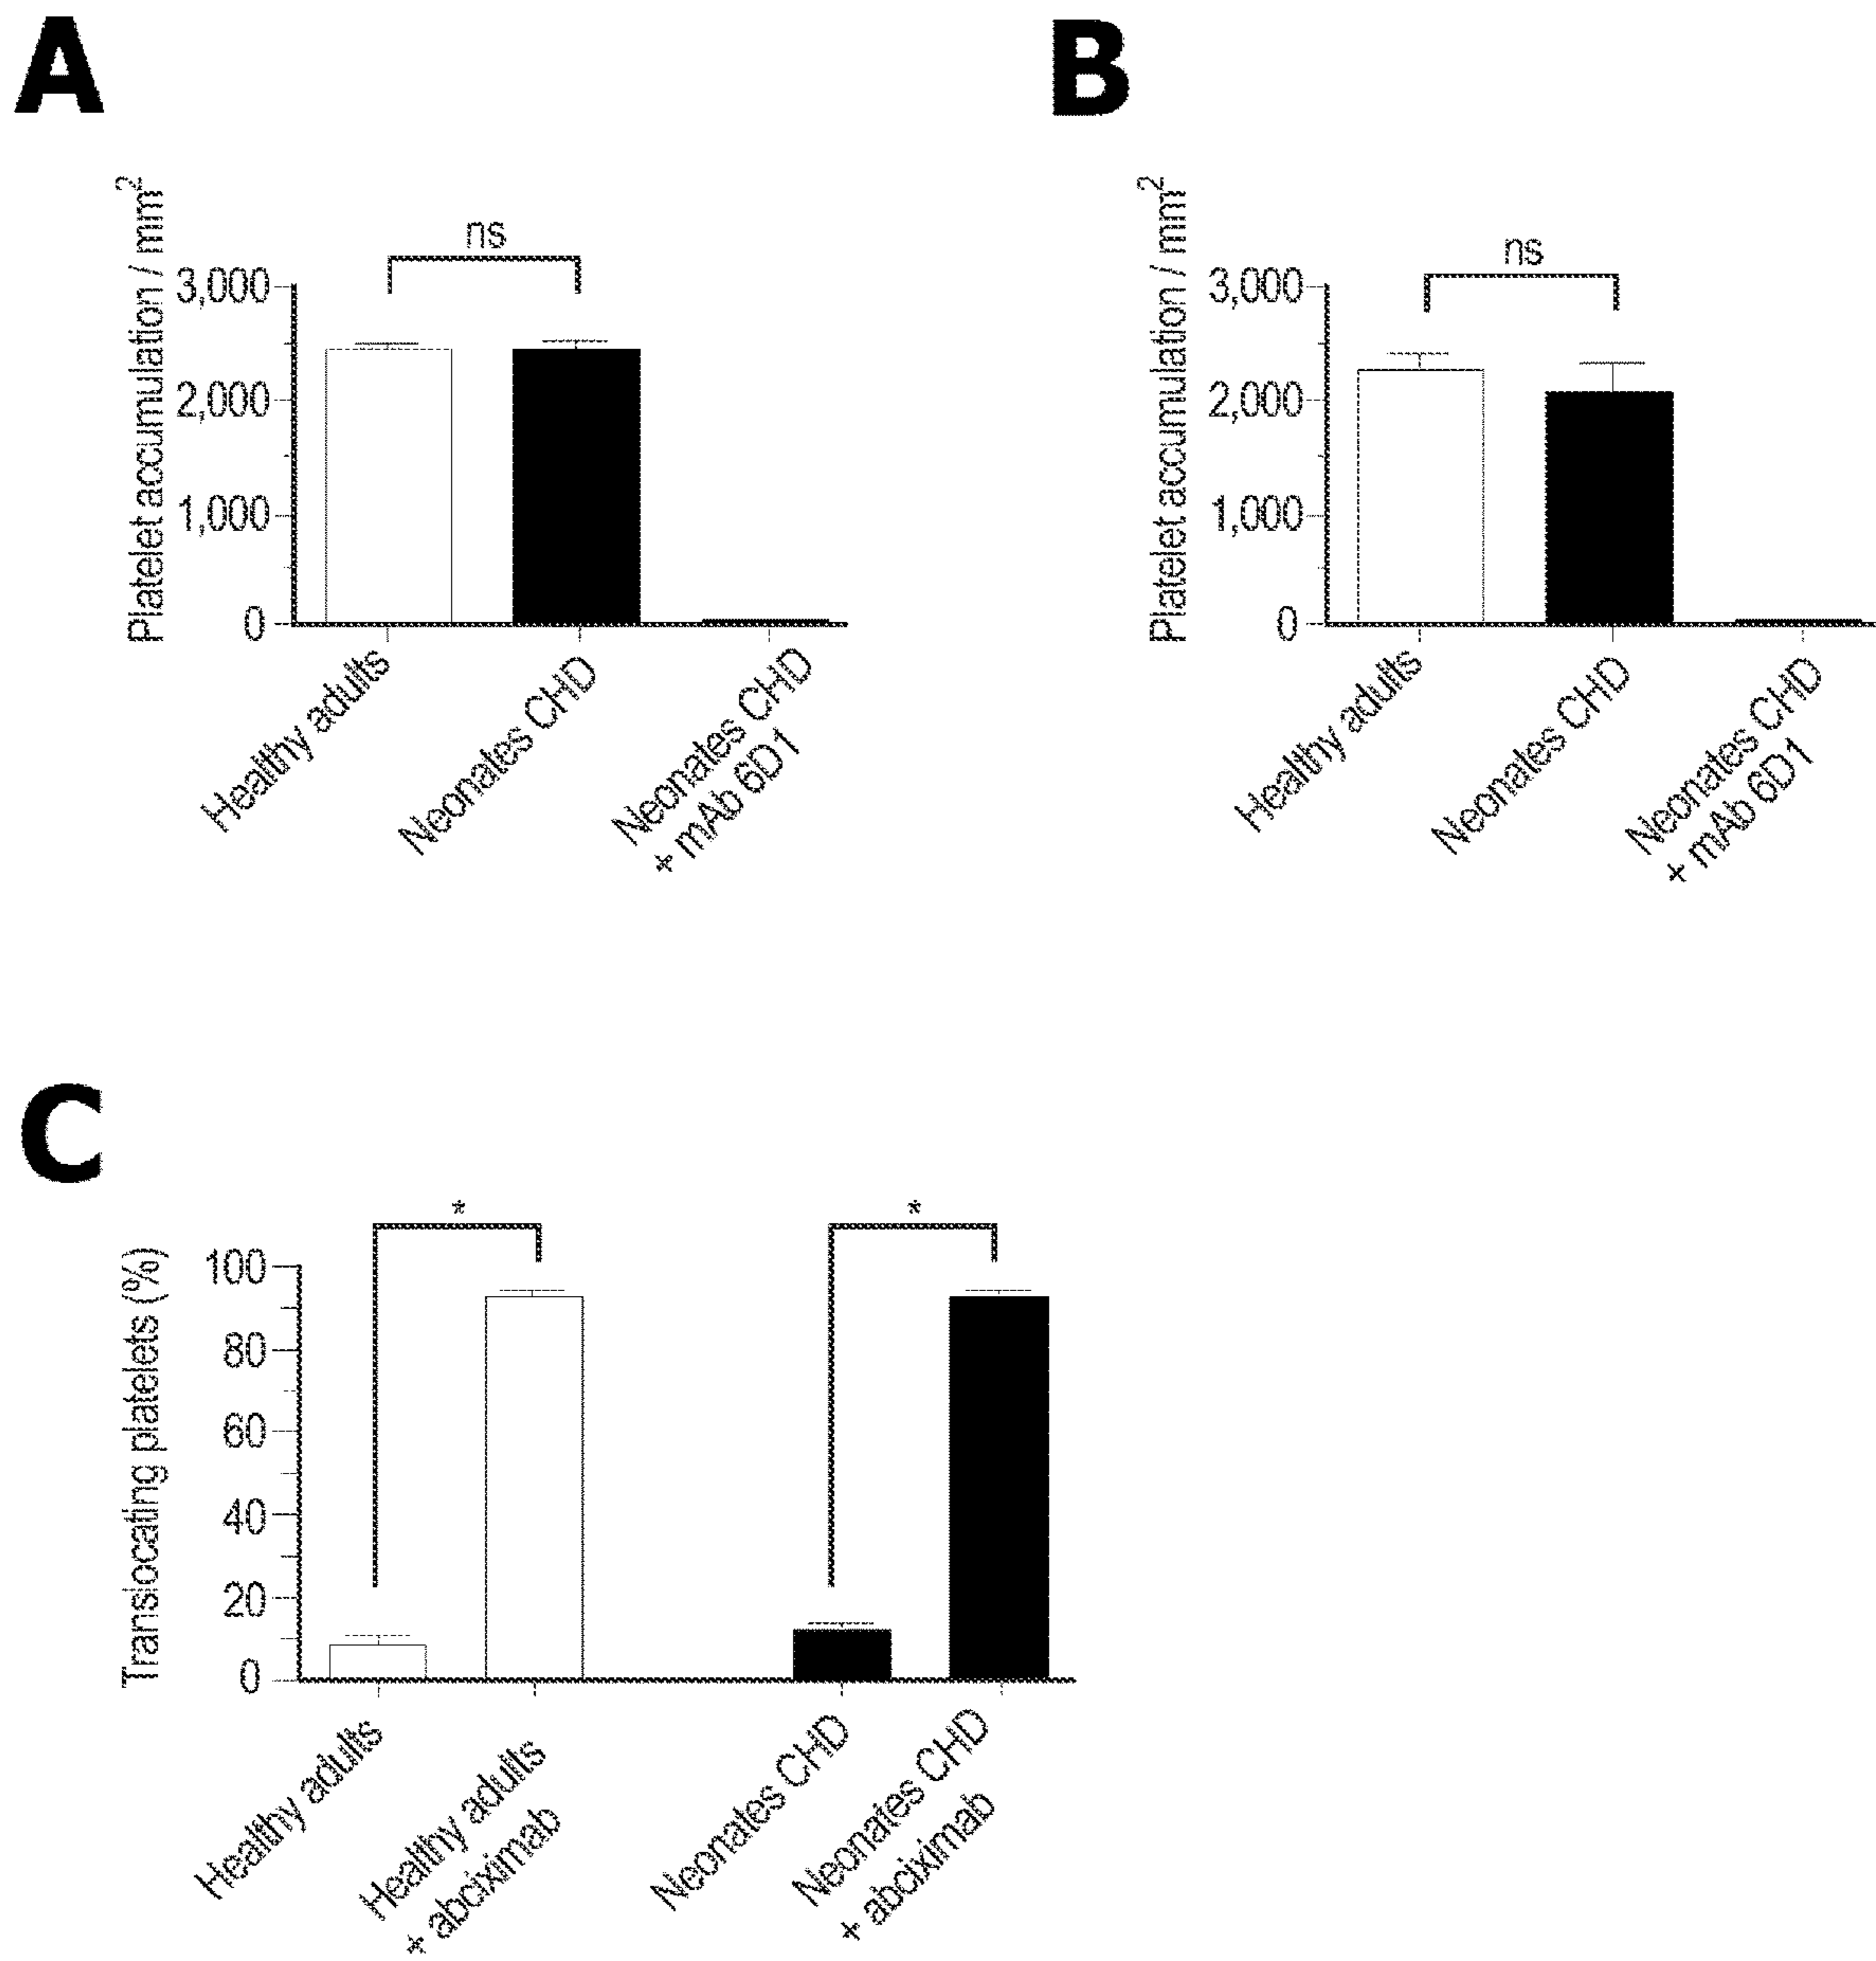 A
Platelet accumulation / mm²
3,000
2,000
1,000
0
ns
Healthy adults
Neonates CHD
Neonates CHD
+ mAb 6D1
B
Platelet accumulation / mm²
3,000
2,000
1,000
0
ns
Healthy adults
Neonates CHD
Neonates CHD
+ mAb 6D1
C
Translocating platelets (%)
100
80
60
40
20
0
*
*
Healthy adults
Healthy adults
+ abciximab
Neonates CHD
Neonates CHD
+ abciximab